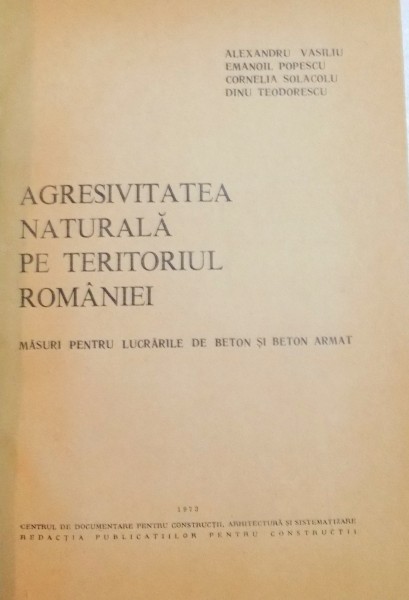 ALEXANDRU VASILIU
EMANOIL POPESCU
CORNELIA SOLACOLU
DINU TEODORESCU
AGRESIVITATEA
NATURALĂ
PE TERITORIUL
ROMÂNIEI
MĂSURI PENTRU LUCRĂRILE DE BETON ȘI BETON ARMAT
1973
CENTRUL DE DOCUMENTARE PENTRU CONSTRUCȚII, ARHITECTURĂ ȘI SISTEMATIZARE
REDACȚIA PUBLICAȚIILOR PENTRU CONSTRUCȚII